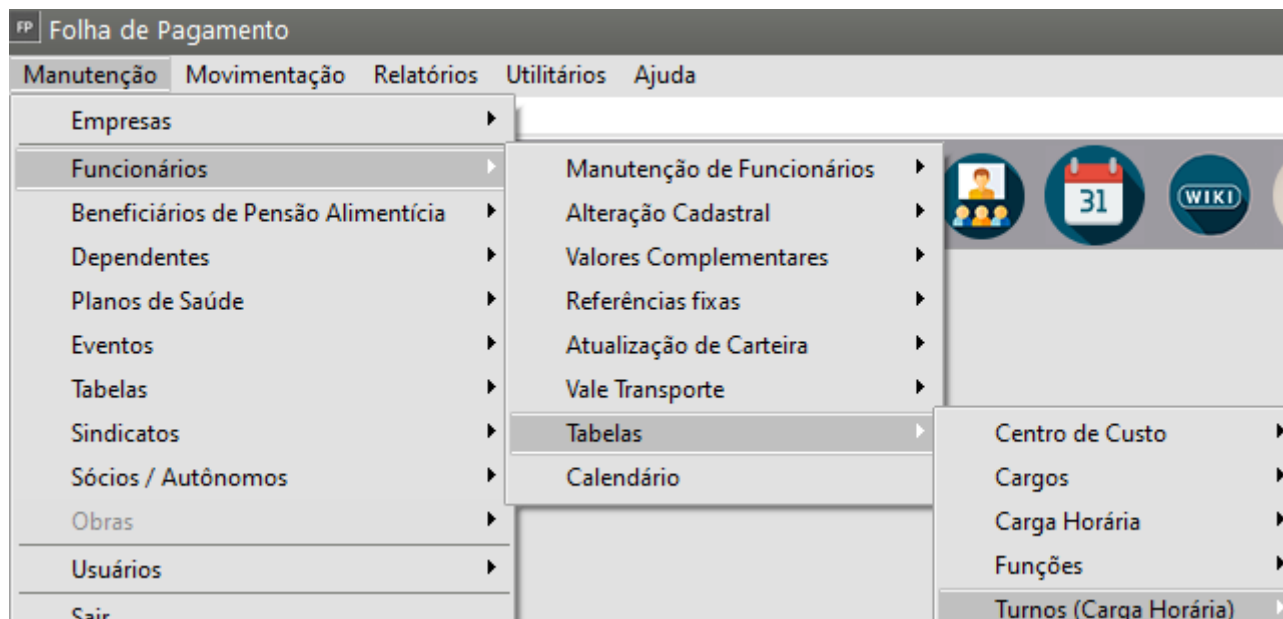 FP Folha de Pagamento
Manutenção Movimentação Relatórios Utilitários Ajuda
Empresas
Funcionários
Beneficiários de Pensão Alimentícia
Dependentes
Planos de Saúde
Eventos
Tabelas
Sindicatos
Sócios / Autônomos
Obras
Usuários
Sair
Manutenção de Funcionários
Alteração Cadastral
Valores Complementares
Referências fixas
Atualização de Carteira
Vale Transporte
Tabelas
Calendário
31
WIKI
Centro de Custo
Cargos
Carga Horária
Funções
Turnos (Carga Horária)